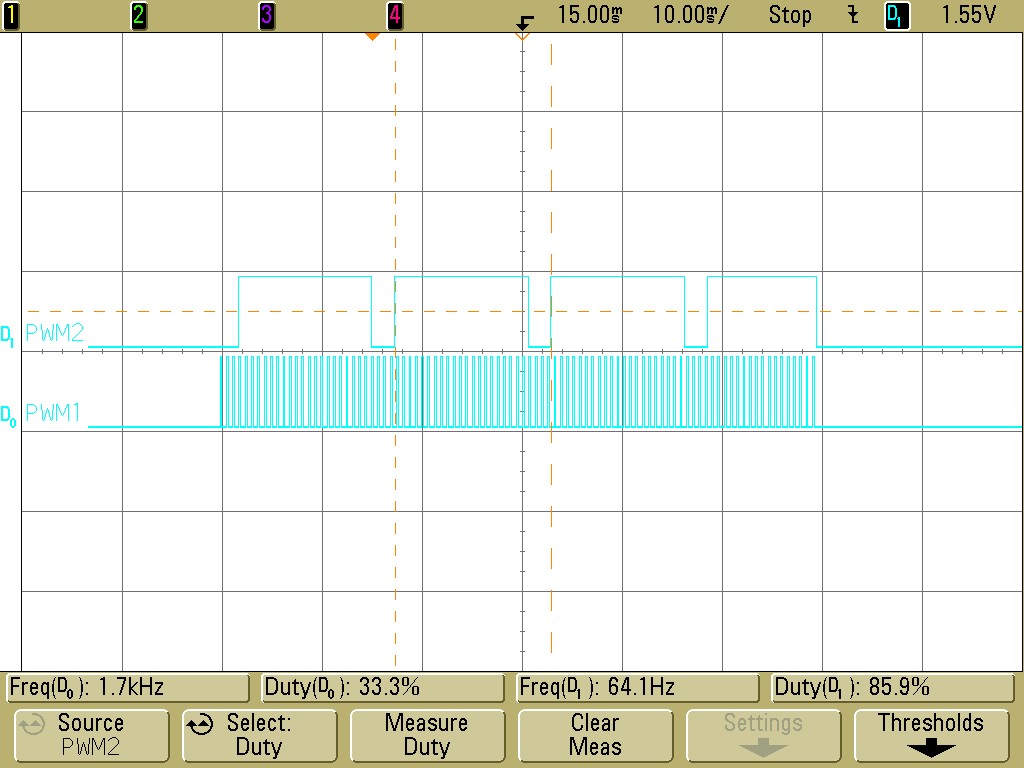 1 2 3 4 15.00ms 10.00ms/ Stop D1 1.55V
D1 PWM2
D0 PWM1
Freq(D0): 1.7kHz Duty(D0): 33.3% Freq(D1): 64.1Hz Duty(D1): 85.9%
Source Select: Measure Clear Settings Thresholds
PWM2 Duty Duty Meas